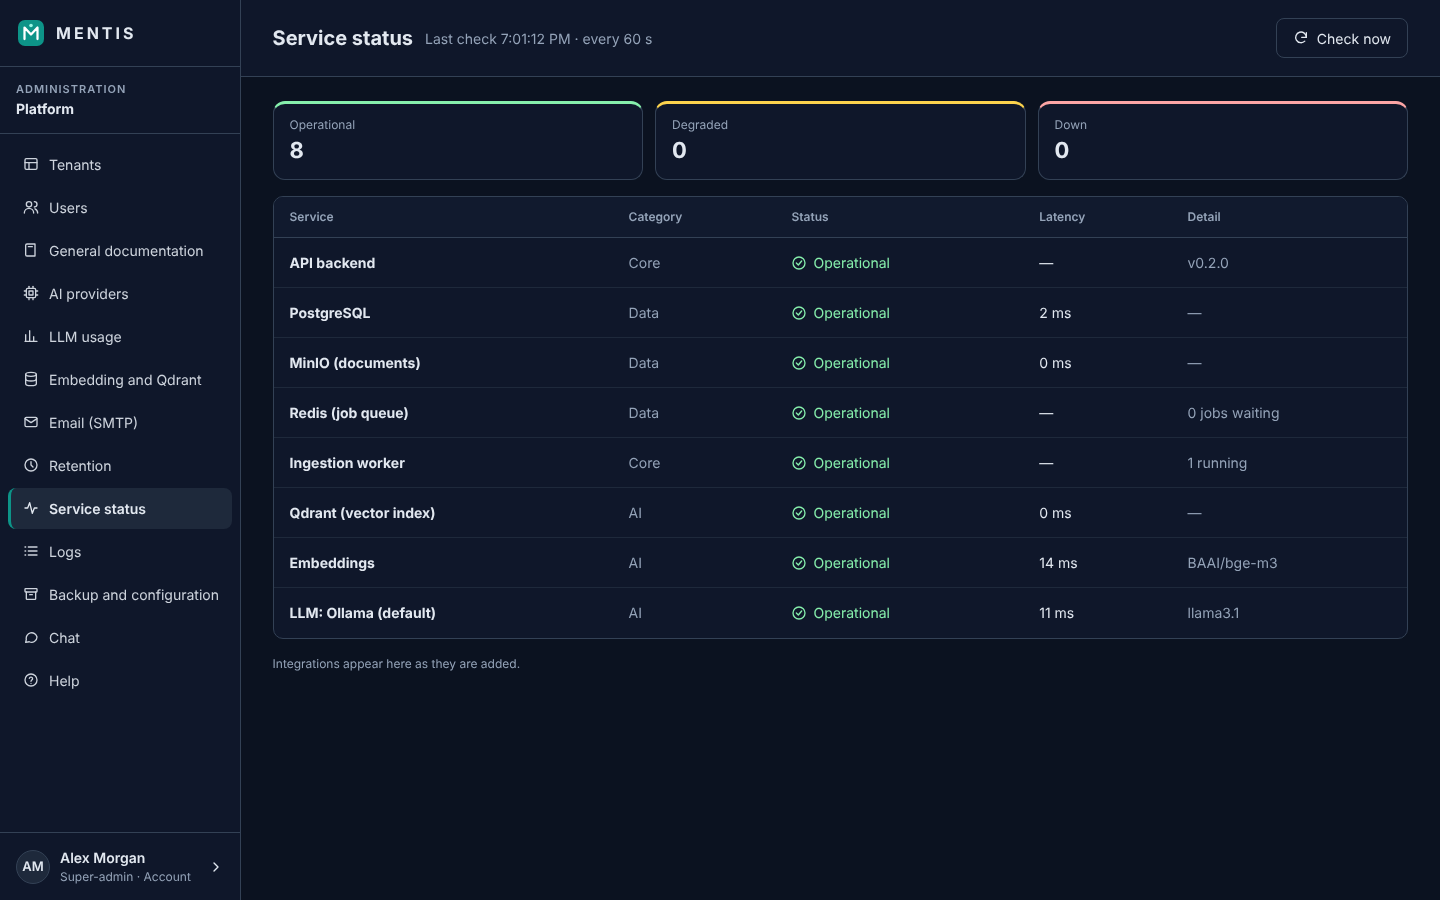 MENTIS
ADMINISTRATION
Platform
Tenants
Users
General documentation
AI providers
LLM usage
Embedding and Qdrant
Email (SMTP)
Retention
Service status
Logs
Backup and configuration
Chat
Help
AM
Alex Morgan
Super-admin · Account
Service status Last check 7:01:12 PM · every 60 s
Check now
Operational
8
Degraded
0
Down
0
Service Category Status Latency Detail
API backend Core Operational — v0.2.0
PostgreSQL Data Operational 2 ms —
MinIO (documents) Data Operational 0 ms —
Redis (job queue) Data Operational — 0 jobs waiting
Ingestion worker Core Operational — 1 running
Qdrant (vector index) AI Operational 0 ms —
Embeddings AI Operational 14 ms BAAI/bge-m3
LLM: Ollama (default) AI Operational 11 ms llama3.1
Integrations appear here as they are added.